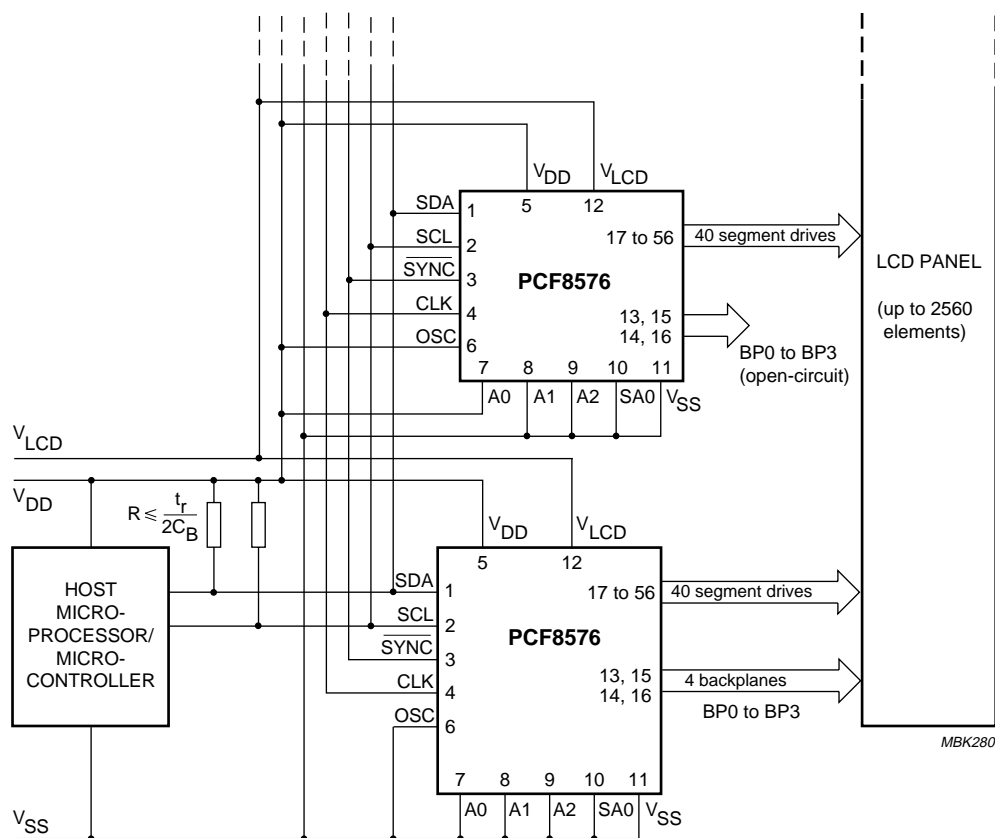 VDD
VLCD
SDA
1
5
12
SCL
2
17 to 56
40 segment drives
SYNC
3
PCF8576
CLK
4
13, 15
OSC
6
14, 16
BP0 to BP3
(open-circuit)
7
8
9
10
11
A0
A1
A2
SA0
VSS
LCD PANEL
(up to 2560
elements)
VLCD
VDD
R ≤ tr
2CB
HOST
MICRO-
PROCESSOR/
MICRO-
CONTROLLER
VDD
VLCD
5
12
SDA
1
17 to 56
40 segment drives
SCL
2
PCF8576
SYNC
3
13, 15
4 backplanes
CLK
4
14, 16
BP0 to BP3
OSC
6
7
8
9
10
11
A0
A1
A2
SA0
VSS
VSS
MBK280